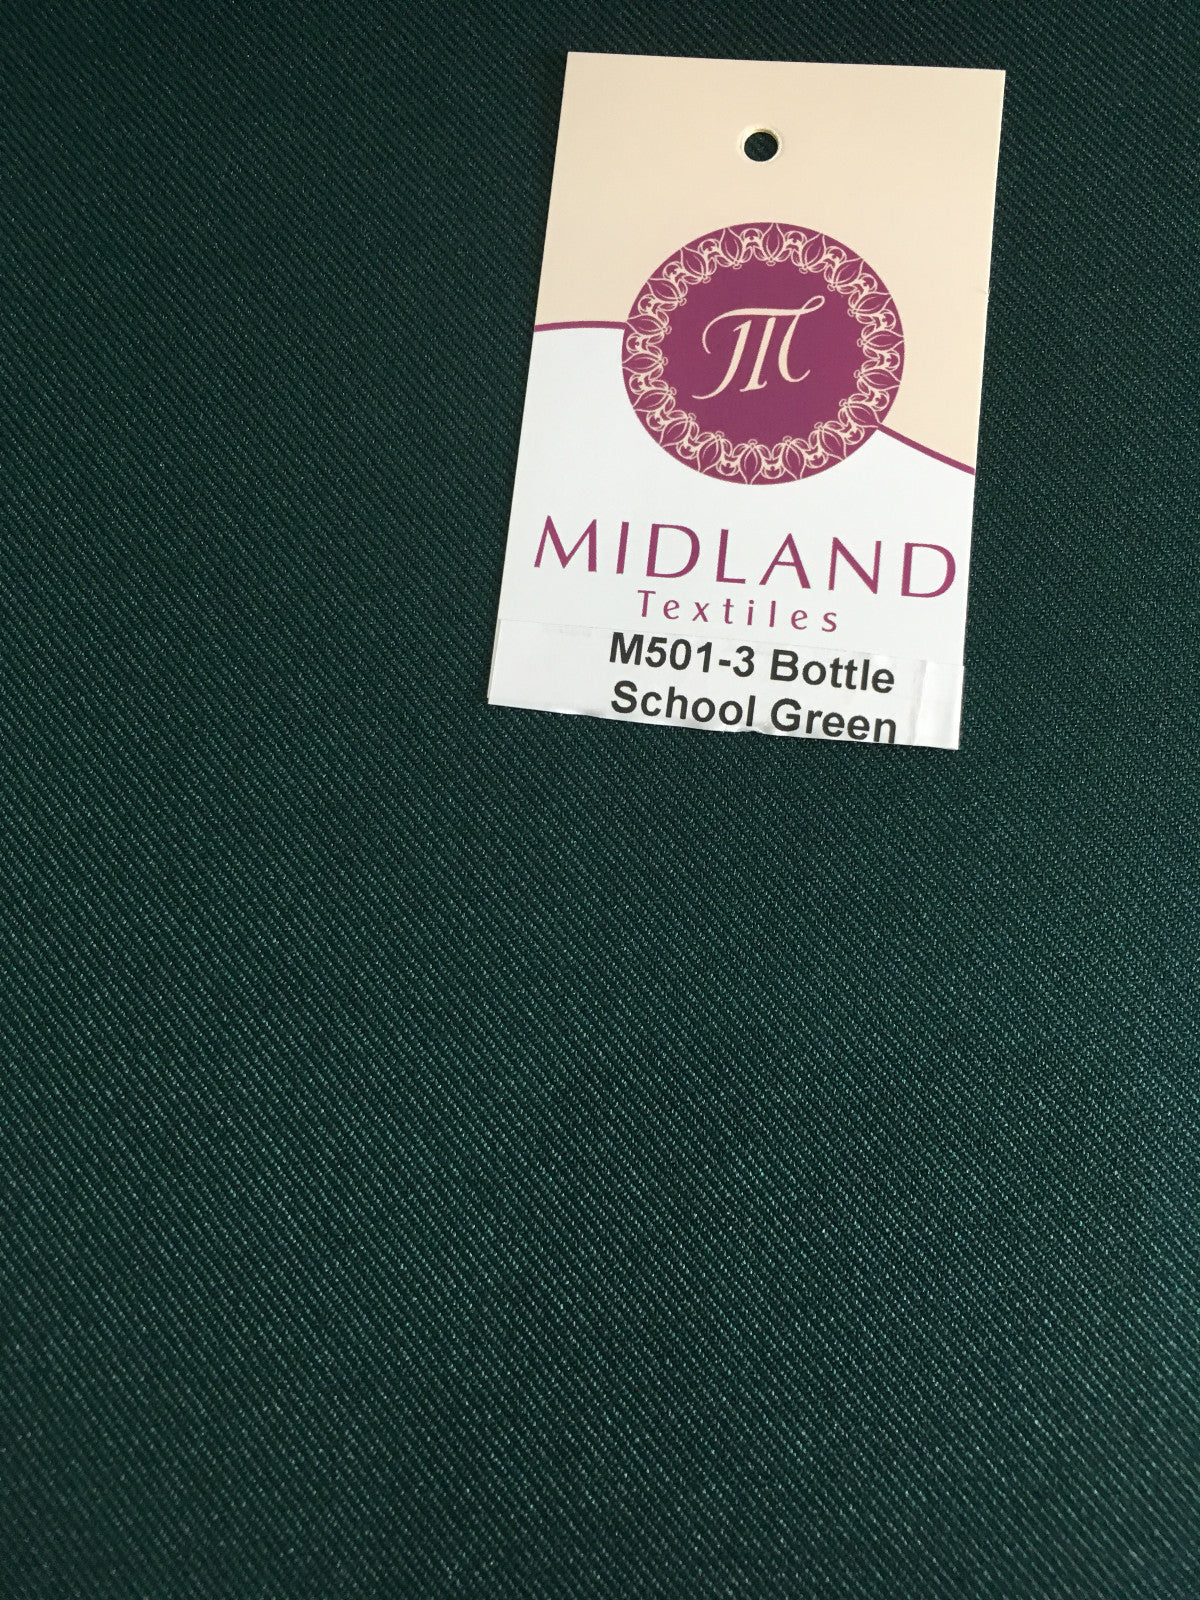 MIDLAND
Textiles
M501-3 Bottle
School Green